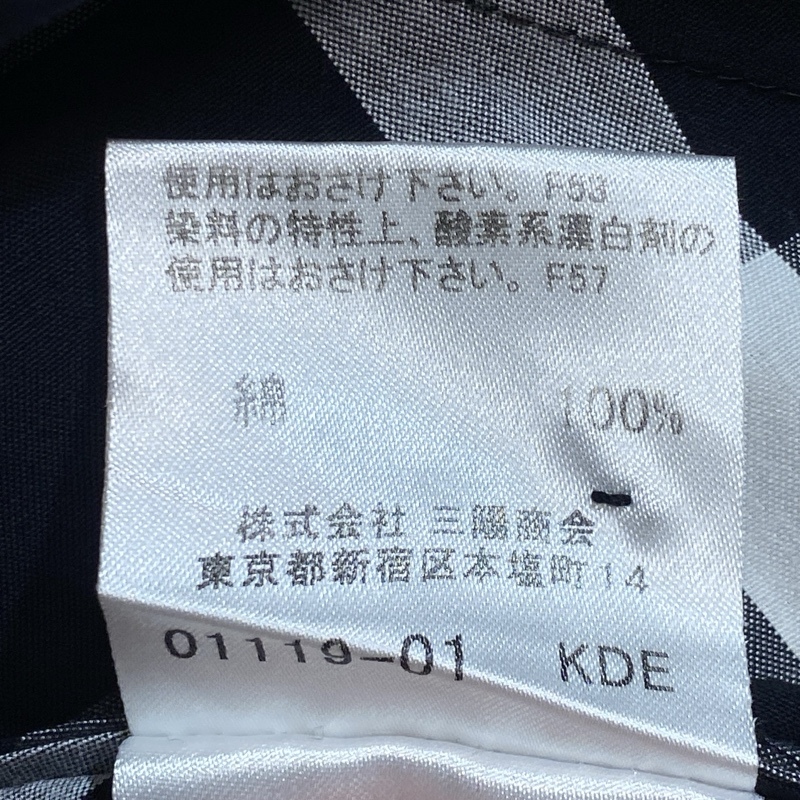 使用はおさけ下さい。F53
染料の特性上、酸素系漂白剤の
使用はおさけ下さい。F57
綿 100%
株式会社 三陽商会
東京都新宿区本塩町14
01119-01 KDE